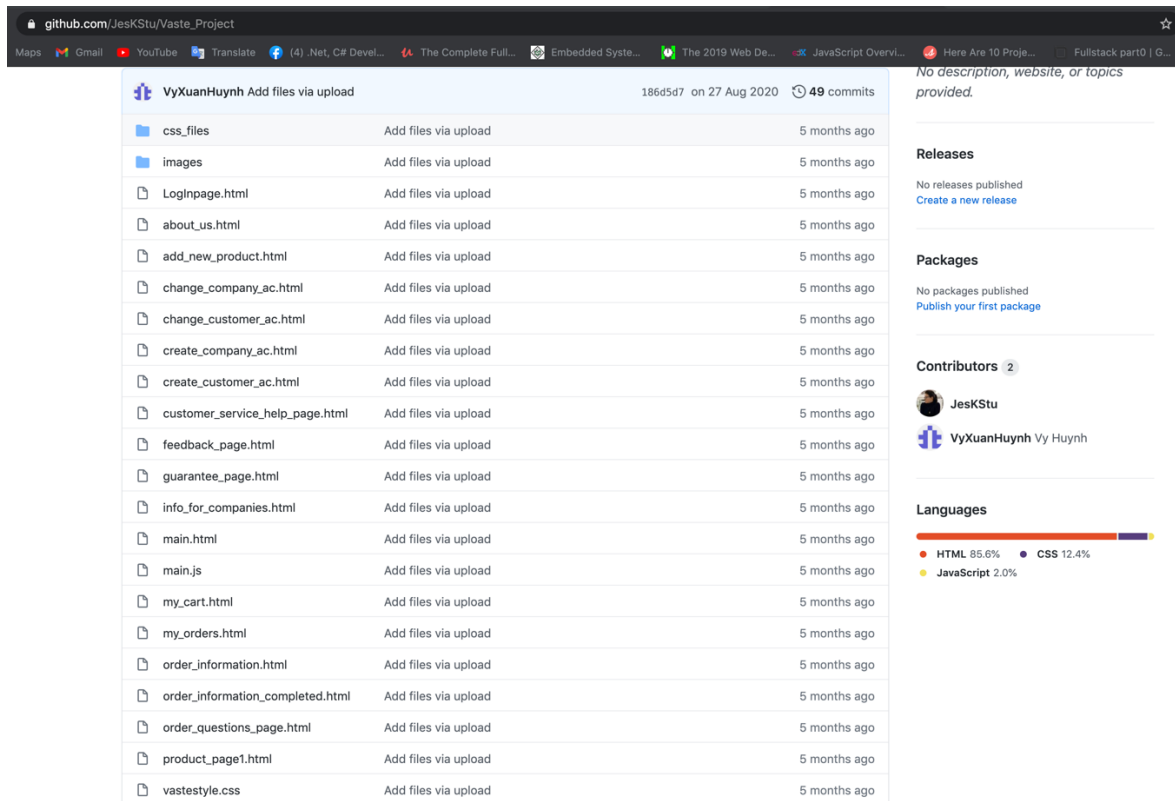 github.com/JesKStu/Vaste_Project
Maps Gmail YouTube Translate (4) .Net, C# Devel... The Complete Full... Embedded Syste... The 2019 Web De... JavaScript Overvi... Here Are 10 Proje... Fullstack part0 | G...
VyXuanHuynh Add files via upload 186d5d7 on 27 Aug 2020 49 commits
css_files Add files via upload 5 months ago
images Add files via upload 5 months ago
LogInpage.html Add files via upload 5 months ago
about_us.html Add files via upload 5 months ago
add_new_product.html Add files via upload 5 months ago
change_company_ac.html Add files via upload 5 months ago
change_customer_ac.html Add files via upload 5 months ago
create_company_ac.html Add files via upload 5 months ago
create_customer_ac.html Add files via upload 5 months ago
customer_service_help_page.html Add files via upload 5 months ago
feedback_page.html Add files via upload 5 months ago
guarantee_page.html Add files via upload 5 months ago
info_for_companies.html Add files via upload 5 months ago
main.html Add files via upload 5 months ago
main.js Add files via upload 5 months ago
my_cart.html Add files via upload 5 months ago
my_orders.html Add files via upload 5 months ago
order_information.html Add files via upload 5 months ago
order_information_completed.html Add files via upload 5 months ago
order_questions_page.html Add files via upload 5 months ago
product_page1.html Add files via upload 5 months ago
vastestyle.css Add files via upload 5 months ago
No description, website, or topics
provided.
Releases
No releases published
Create a new release
Packages
No packages published
Publish your first package
Contributors 2
JesKStu
VyXuanHuynh Vy Huynh
Languages
HTML 85.6% CSS 12.4%
JavaScript 2.0%